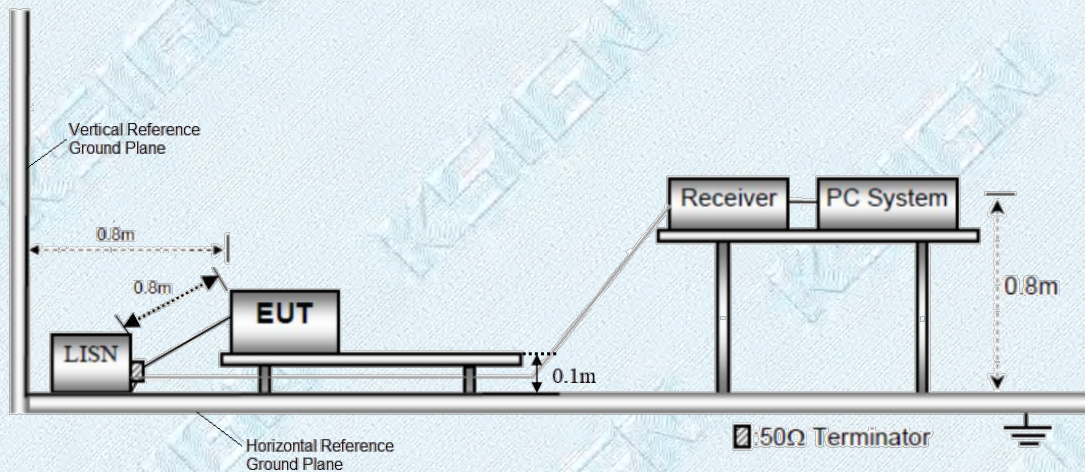 Vertical Reference
Ground Plane
Receiver
PC System
0.8m
0.8m
0.8m
EUT
LISN
0.1m
:50Ω Terminator
Horizontal Reference
Ground Plane